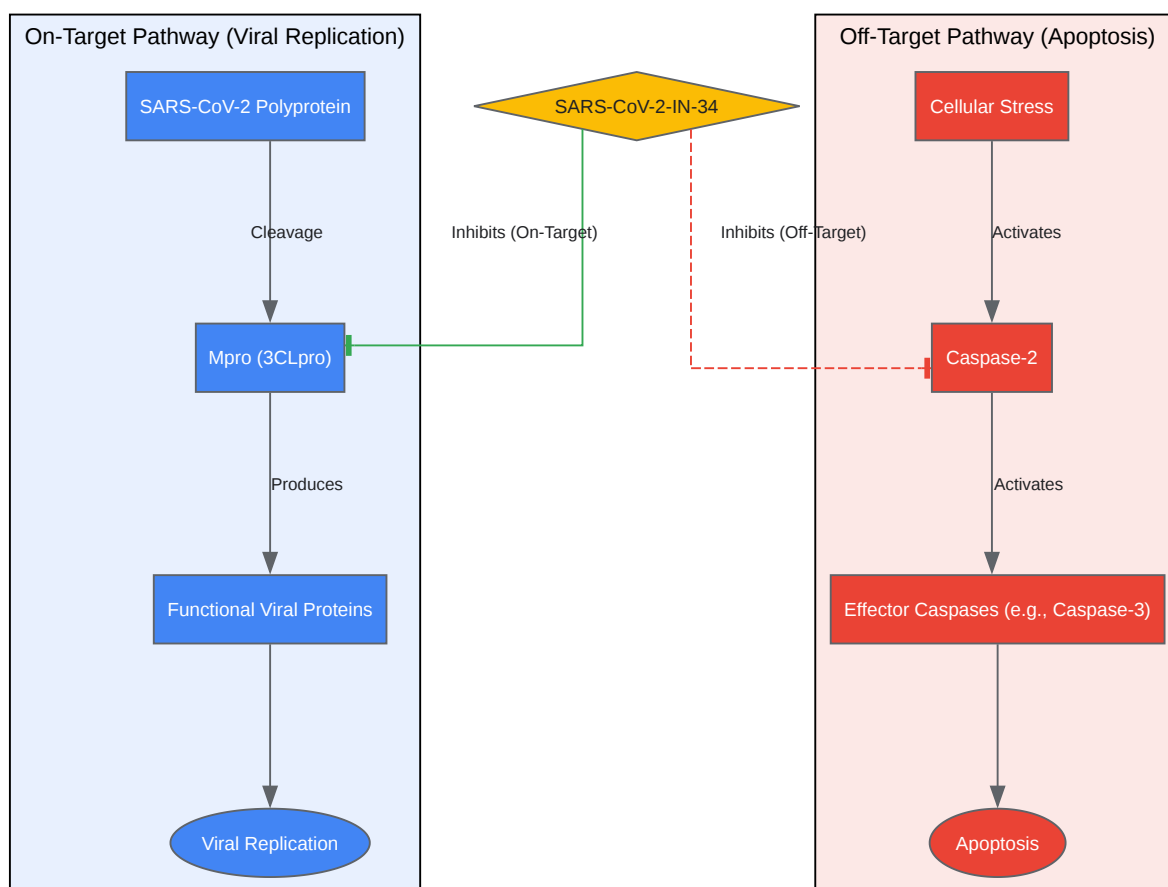 On-Target Pathway (Viral Replication)
SARS-CoV-2 Polyprotein
Cleavage
Mpro (3CLpro)
Produces
Functional Viral Proteins
Viral Replication
SARS-CoV-2-IN-34
Inhibits (On-Target)
Inhibits (Off-Target)
Off-Target Pathway (Apoptosis)
Cellular Stress
Activates
Caspase-2
Activates
Effector Caspases (e.g., Caspase-3)
Apoptosis